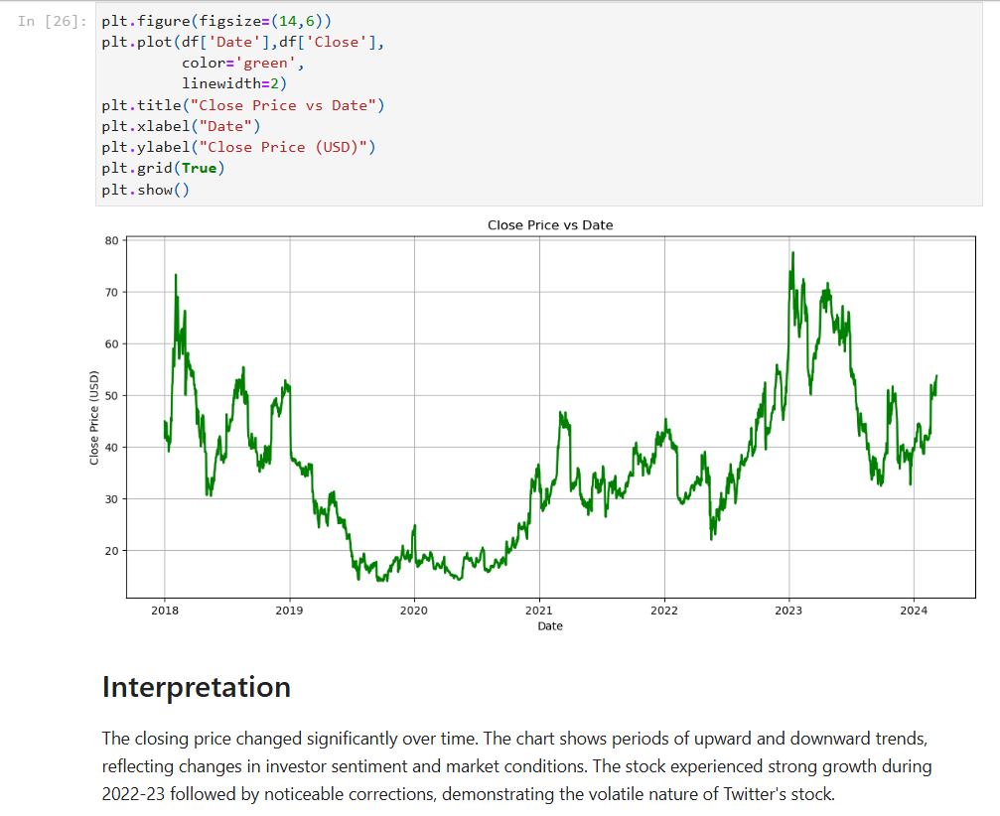 In [26]:
plt.figure(figsize=(14,6))
plt.plot(df['Date'],df['Close'],
         color='green',
         linewidth=2)
plt.title("Close Price vs Date")
plt.xlabel("Date")
plt.ylabel("Close Price (USD)")
plt.grid(True)
plt.show()
Close Price vs Date
80
70
60
50
40
30
20
Close Price (USD)
2018 2019 2020 2021 2022 2023 2024
Date
Interpretation
The closing price changed significantly over time. The chart shows periods of upward and downward trends,
reflecting changes in investor sentiment and market conditions. The stock experienced strong growth during
2022-23 followed by noticeable corrections, demonstrating the volatile nature of Twitter's stock.